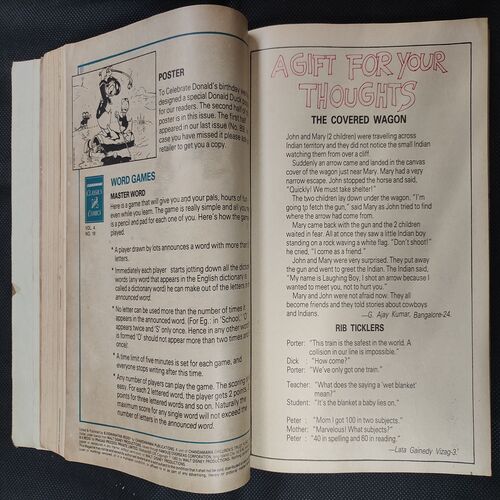 POSTER
To Celebrate Donald's birthday we
designed a special Donald Duck
for our readers. The second half of
poster is in this issue. The first half
appeared in our last issue (No.
case you have missed it please
retailer to get you a copy.
CLASSICS
COMICS
VOL. 4
NO. 16
WORD GAMES
MASTER WORD
Here is a game that will give you and your pals, hours of fun
even while you learn. The game is really simple and all you
is a pencil and pad for each one of you. Here's how the game
played.
A player drawn by lots announces a word with more than
letters.
Immediately each player starts jotting down all the
words (any word that appears in the English dictionary is
called a dictionary word) he can make out of the letters in
announced word.
No letter can be used more than the number of times it
appears in the announced word. (For Eg.: in 'School,' 'O'
appears twice and 'S' only once. Hence in any other word
is formed 'O' should not appear more than two times and
once).
A time limit of five minutes is set for each game, and
everyone stops writing after this time.
Any number of players can play the game. The scoring is
easy. For each 2 lettered word, the player gets 2 points,
points for three lettered words and so on. Naturally the
maximum score for any single word will not exceed the
number of letters in the announced word.
A GIFT FOR YOUR
THOUGHTS
THE COVERED WAGON
John and Mary (2 children) were travelling across
Indian territory and they did not notice the small Indian
watching them from over a cliff.
Suddenly an arrow came and landed in the canvas
cover of the wagon just near Mary. Mary had a very
narrow escape. John stopped the horse and said,
"Quickly! We must take shelter!"
The two children lay down under the wagon. "I'm
going tp fetch the gun," said Mary as John tried to find
where the arrow had come from.
Mary came back with the gun and the 2 children
waited in fear. All at once they saw a little Indian boy
standing on a rock waving a white flag. "Don't shoot!"
he cried, "I come as a friend."
John and Mary were very surprised. They put away
the gun and went to greet the Indian. The Indian said,
"My name is Laughing Boy, I shot an arrow because I
wanted to meet you, not to hurt you."
Mary and John were not afraid now. They all
become friends and they told stories about cowboys
and Indians.
—G. Ajay Kumar, Bangalore-24.
RIB TICKLERS
Porter: "This train is the safest in the world. A
collision in our line is impossible."
Dick : "How come?"
Porter: "We've only got one train."
Teacher: "What does the saying a 'wet blanket'
mean?"
Student: "It's the blanket a baby lies on."
Peter : "Mom I got 100 in two subjects."
Mother: "Marvelous! What subjects?"
Peter : "40 in spelling and 60 in reading."
—Lata Gainedy Vizag-3.